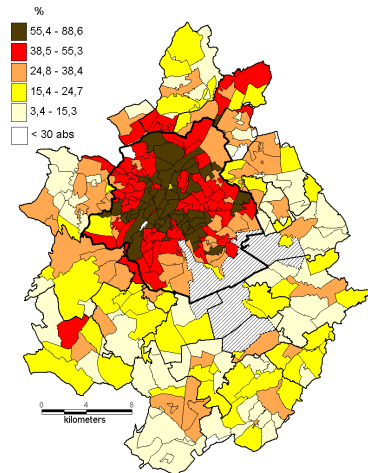 %
55,4 - 88,6
38,5 - 55,3
24,8 - 38,4
15,4 - 24,7
3,4 - 15,3
< 30 abs
0 4 8
kilometers